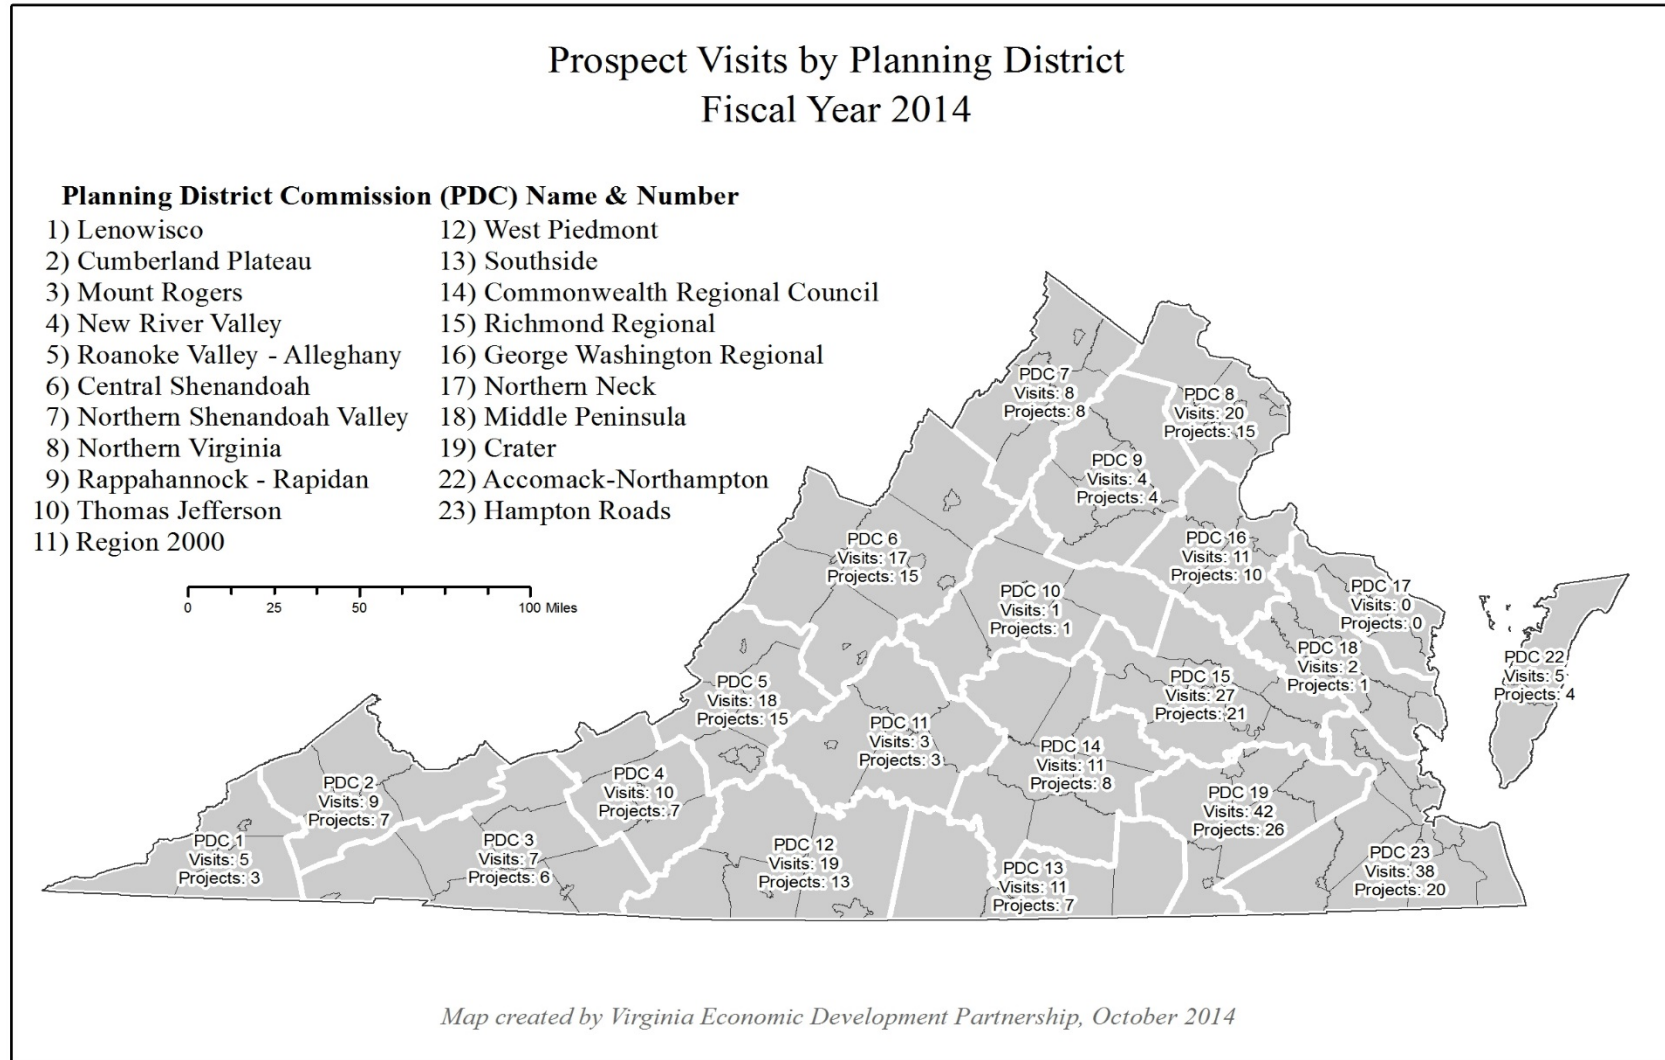 Prospect Visits by Planning District
Fiscal Year 2014
Planning District Commission (PDC) Name & Number
1) Lenowisco
2) Cumberland Plateau
3) Mount Rogers
4) New River Valley
5) Roanoke Valley - Alleghany
6) Central Shenandoah
7) Northern Shenandoah Valley
8) Northern Virginia
9) Rappahannock - Rapidan
10) Thomas Jefferson
11) Region 2000
12) West Piedmont
13) Southside
14) Commonwealth Regional Council
15) Richmond Regional
16) George Washington Regional
17) Northern Neck
18) Middle Peninsula
19) Crater
22) Accomack-Northampton
23) Hampton Roads
0 25 50 100 Miles
PDC 7
Visits: 8
Projects: 8
PDC 8
Visits: 20
Projects: 15
PDC 9
Visits: 4
Projects: 4
PDC 6
Visits: 17
Projects: 15
PDC 16
Visits: 11
Projects: 10
PDC 10
Visits: 1
Projects: 1
PDC 17
Visits: 0
Projects: 0
PDC 18
Visits: 2
Projects: 1
PDC 22
Visits: 5
Projects: 4
PDC 5
Visits: 18
Projects: 15
PDC 15
Visits: 27
Projects: 21
PDC 11
Visits: 3
Projects: 3
PDC 14
Visits: 11
Projects: 8
PDC 4
Visits: 10
Projects: 7
PDC 2
Visits: 9
Projects: 7
PDC 19
Visits: 42
Projects: 26
PDC 1
Visits: 5
Projects: 3
PDC 3
Visits: 7
Projects: 6
PDC 12
Visits: 19
Projects: 13
PDC 13
Visits: 11
Projects: 7
PDC 23
Visits: 38
Projects: 20
Map created by Virginia Economic Development Partnership, October 2014